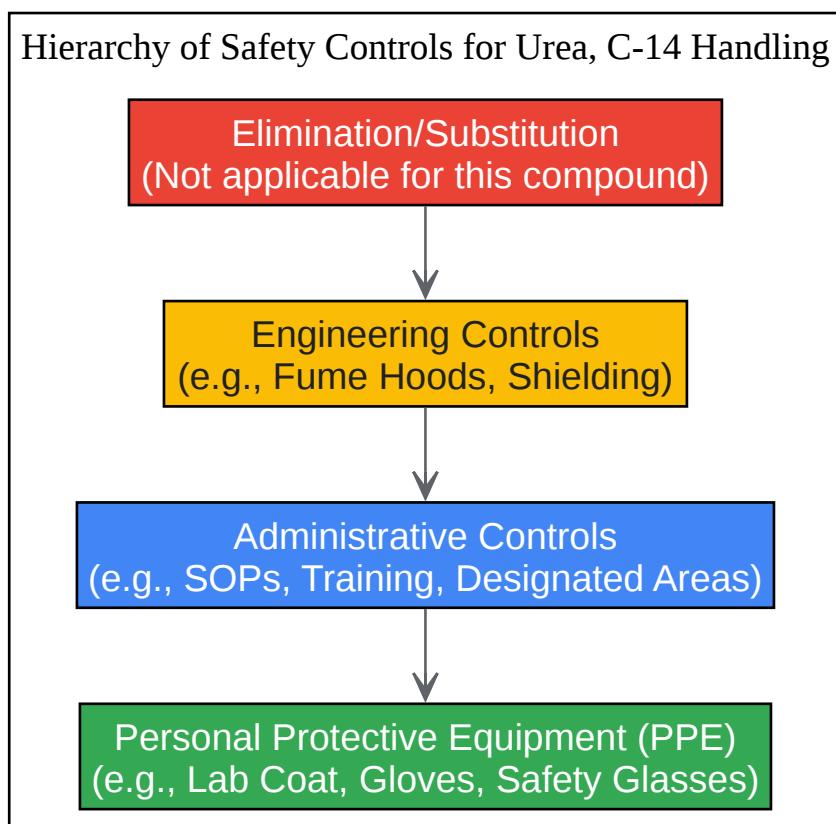 Hierarchy of Safety Controls for Urea, C-14 Handling
Elimination/Substitution
(Not applicable for this compound)
Engineering Controls
(e.g., Fume Hoods, Shielding)
Administrative Controls
(e.g., SOPs, Training, Designated Areas)
Personal Protective Equipment (PPE)
(e.g., Lab Coat, Gloves, Safety Glasses)